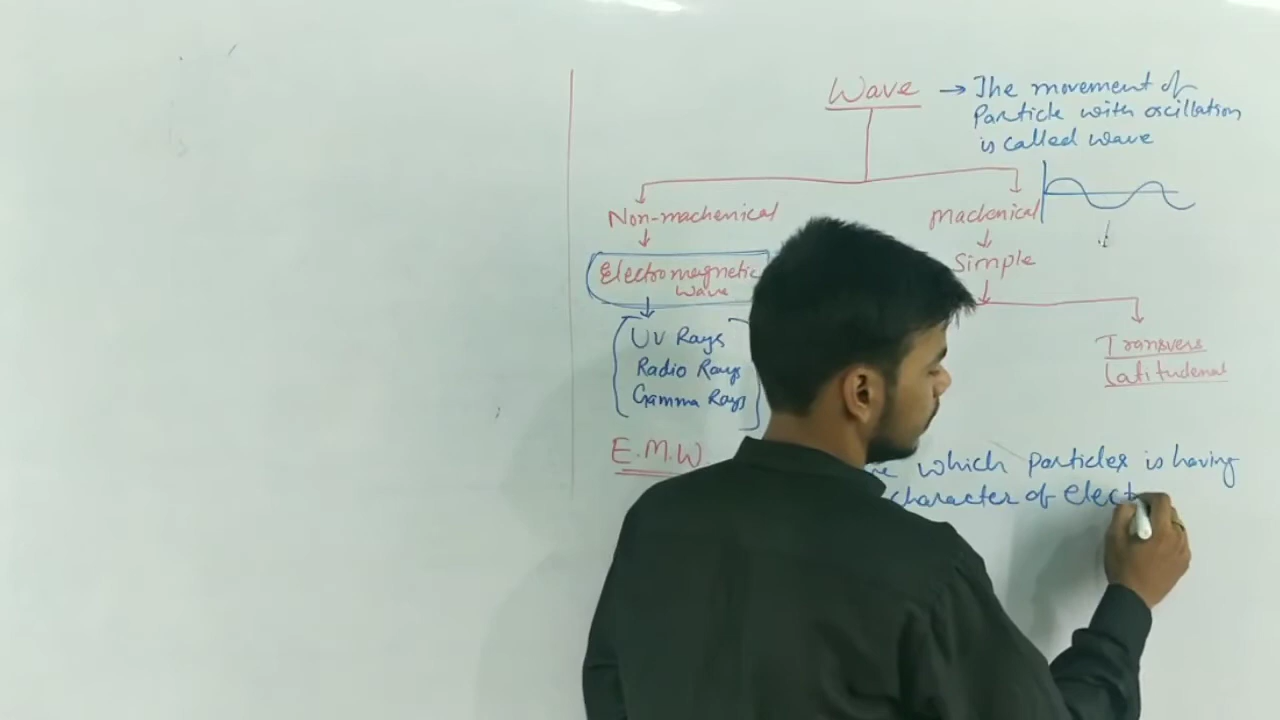 Wave → The movement of
Particle with oscillation
is called wave
Non-machenical
Machenical
Electromagnetic
Wave
Simple
UV Rays
Radio Rays
Gamma Rays
Transvers
Latitudenal
E.M.W
which particles is having
character of elect